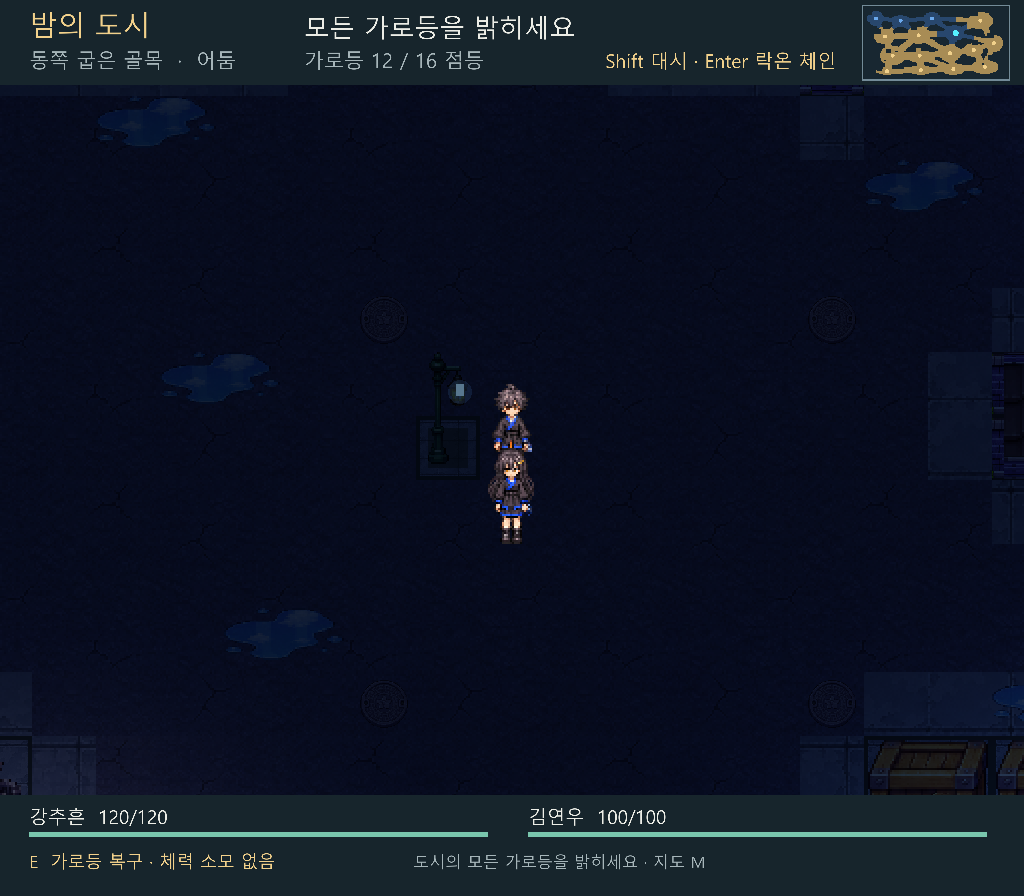 밤의 도시
모든 가로등을 밝히세요
동쪽 굽은 골목 · 어둠
가로등 12 / 16 점등
Shift 대시 · Enter 락온 체인
강추흔 120/120
김연우 100/100
E 가로등 복구 · 체력 소모 없음
도시의 모든 가로등을 밝히세요 · 지도 M